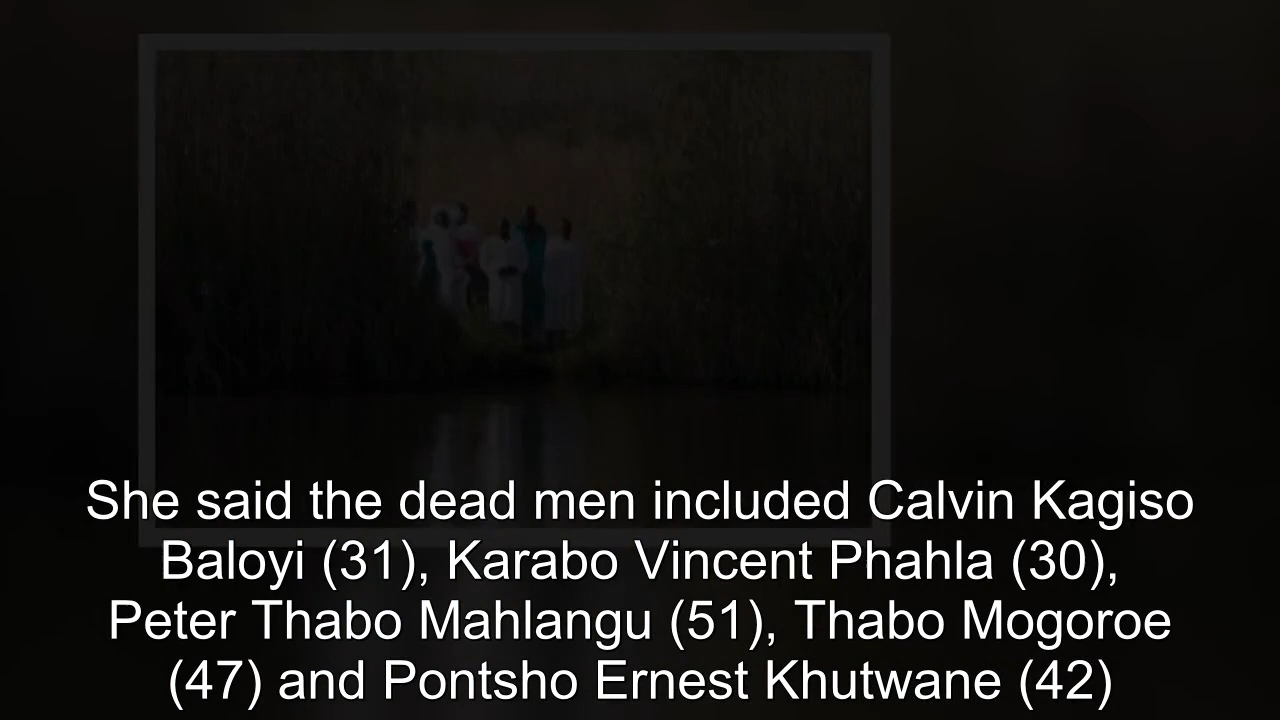 She said the dead men included Calvin Kagiso
Baloyi (31), Karabo Vincent Phahla (30),
Peter Thabo Mahlangu (51), Thabo Mogoroe
(47) and Pontsho Ernest Khutwane (42)